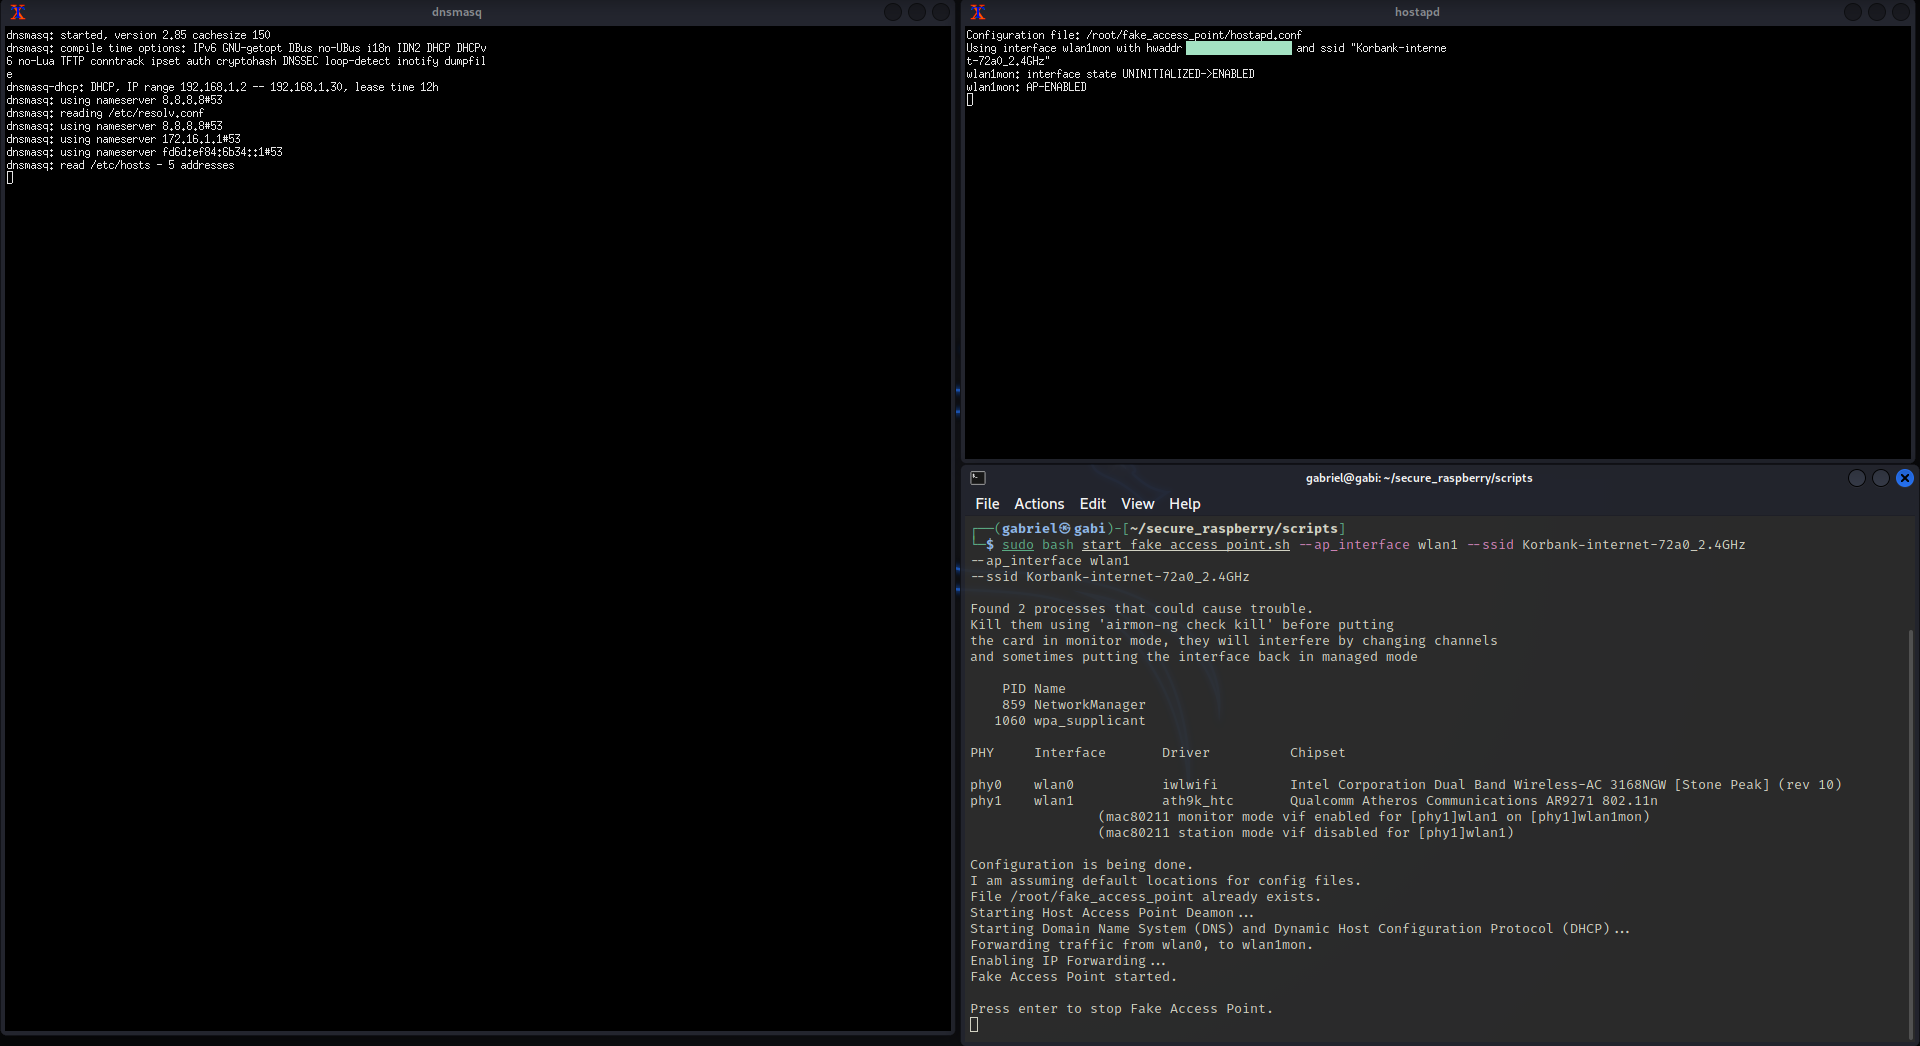 dnsmasq
dnsmasq: started, version 2.85 cachesize 150
dnsmasq: compile time options: IPv6 GNU-getopt DBus no-UBus i18n IDN2 DHCP DHCPv
6 no-Lua TFTP conntrack ipset auth cryptohash DNSSEC loop-detect inotify dumpfil
e
dnsmasq-dhcp: DHCP, IP range 192.168.1.2 -- 192.168.1.30, lease time 12h
dnsmasq: using nameserver 8.8.8.8#53
dnsmasq: reading /etc/resolv.conf
dnsmasq: using nameserver 8.8.8.8#53
dnsmasq: using nameserver 172.16.1.1#53
dnsmasq: using nameserver fd6d:ef84:6b34::1#53
dnsmasq: read /etc/hosts - 5 addresses
hostapd
Configuration file: /root/fake_access_point/hostapd.conf
Using interface wlan1mon with hwaddr and ssid "Korbank-interne
t-72a0_2.4GHz"
wlan1mon: interface state UNINITIALIZED->ENABLED
wlan1mon: AP-ENABLED
gabriel@gabi: ~/secure_raspberry/scripts
File Actions Edit View Help
┌──(gabriel㉿gabi)-[~/secure_raspberry/scripts]
└─$ sudo bash start_fake_access_point.sh --ap_interface wlan1 --ssid Korbank-internet-72a0_2.4GHz
--ap_interface wlan1
--ssid Korbank-internet-72a0_2.4GHz
Found 2 processes that could cause trouble.
Kill them using 'airmon-ng check kill' before putting
the card in monitor mode, they will interfere by changing channels
and sometimes putting the interface back in managed mode
PID Name
859 NetworkManager
1060 wpa_supplicant
PHY Interface Driver Chipset
phy0 wlan0 iwlwifi Intel Corporation Dual Band Wireless-AC 3168NGW [Stone Peak] (rev 10)
phy1 wlan1 ath9k_htc Qualcomm Atheros Communications AR9271 802.11n
(mac80211 monitor mode vif enabled for [phy1]wlan1 on [phy1]wlan1mon)
(mac80211 station mode vif disabled for [phy1]wlan1)
Configuration is being done.
I am assuming default locations for config files.
File /root/fake_access_point already exists.
Starting Host Access Point Deamon...
Starting Domain Name System (DNS) and Dynamic Host Configuration Protocol (DHCP)...
Forwarding traffic from wlan0, to wlan1mon.
Enabling IP Forwarding...
Fake Access Point started.
Press enter to stop Fake Access Point.